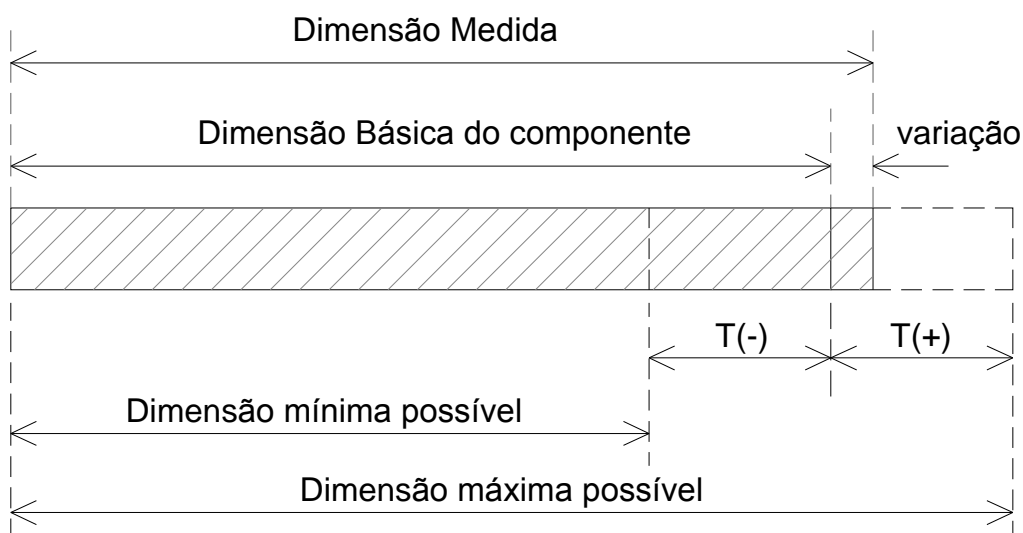 Dimensão Medida
Dimensão Básica do componente
variação
T(-)
T(+)
Dimensão mínima possível
Dimensão máxima possível